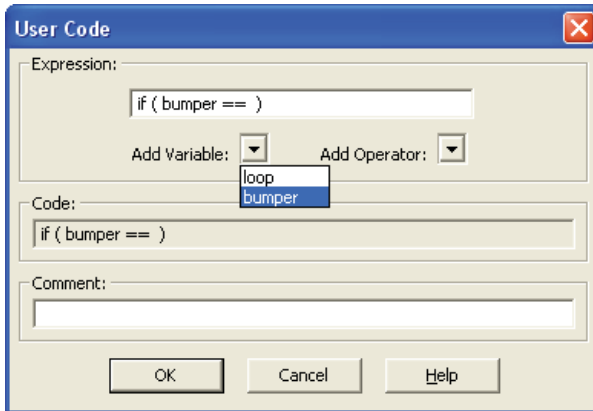 User Code
Expression:
if ( bumper == )
Add Variable: Add Operator:
loop
bumper
Code:
if ( bumper == )
Comment:
OK Cancel Help